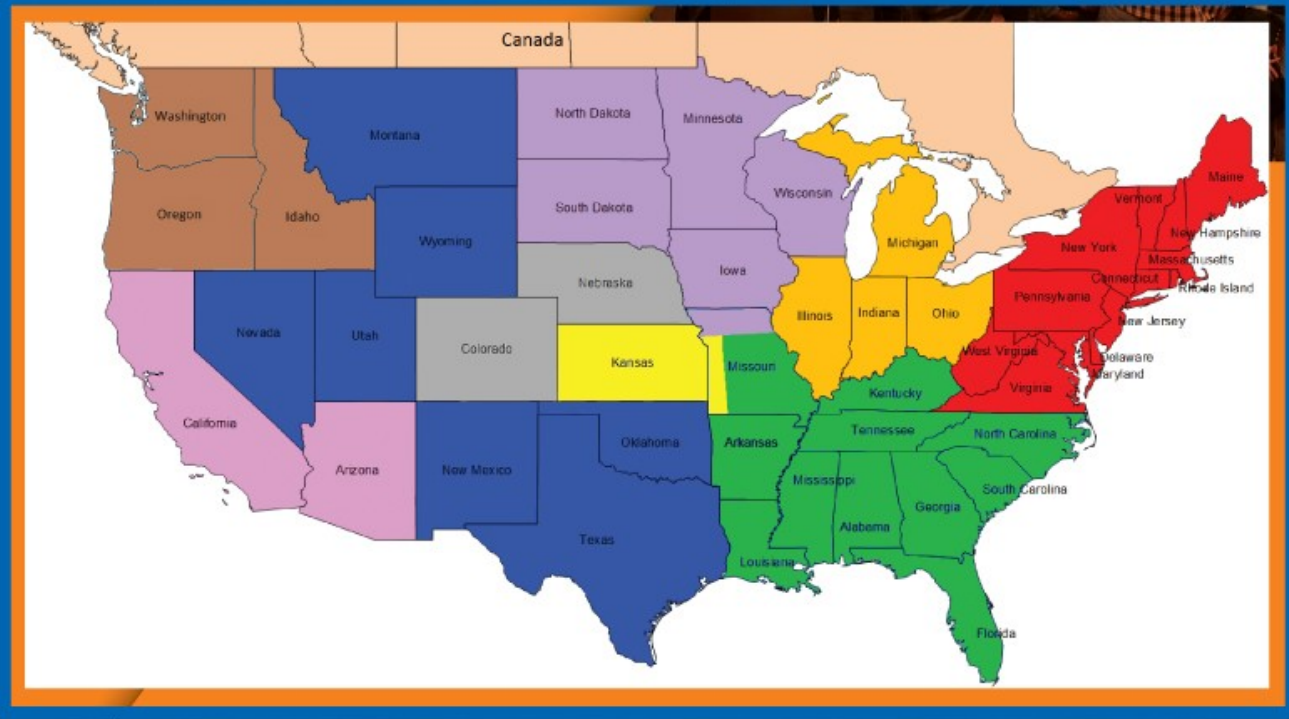 Canada
Washington
Montana
North Dakota
Minnesota
Maine
Wisconsin
Vermont
South Dakota
Oregon
Idaho
New Hampshire
Wyoming
Michigan
New York
Massachusetts
Iowa
Connecticut
Nebraska
Rhode Island
Pennsylvania
Illinois
Indiana
Ohio
New Jersey
Nevada
Utah
Colorado
West Virginia
Delaware
Kansas
Missouri
Maryland
Virginia
Kentucky
California
Tennessee
North Carolina
Oklahoma
Arkansas
Arizona
New Mexico
Mississippi
South Carolina
Georgia
Alabama
Texas
Louisiana
Florida